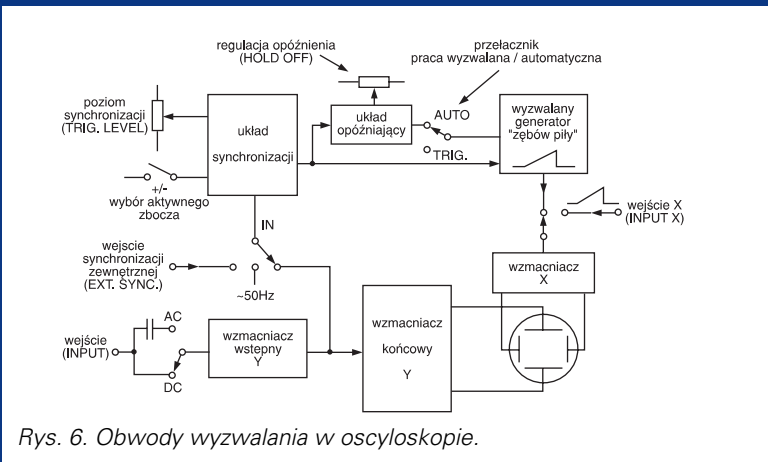 regulacja opóźnienia
(HOLD OFF)
przełacznik
praca wyzwalana / automatyczna
poziom
synchronizacji
(TRIG. LEVEL)
układ
synchronizacji
układ
opóźniający
AUTO
TRIG.
wyzwalany
generator
"zębów piły"
+/-
wybór aktywnego
zbocza
IN
wejście X
(INPUT X)
wejscie
synchronizacji
zewnętrznej
(EXT. SYNC.)
~50Hz
wzmacniacz
X
AC
wejście
(INPUT)
DC
wzmacniacz
wstępny
Y
wzmacniacz
końcowy
Y
Rys. 6. Obwody wyzwalania w oscyloskopie.